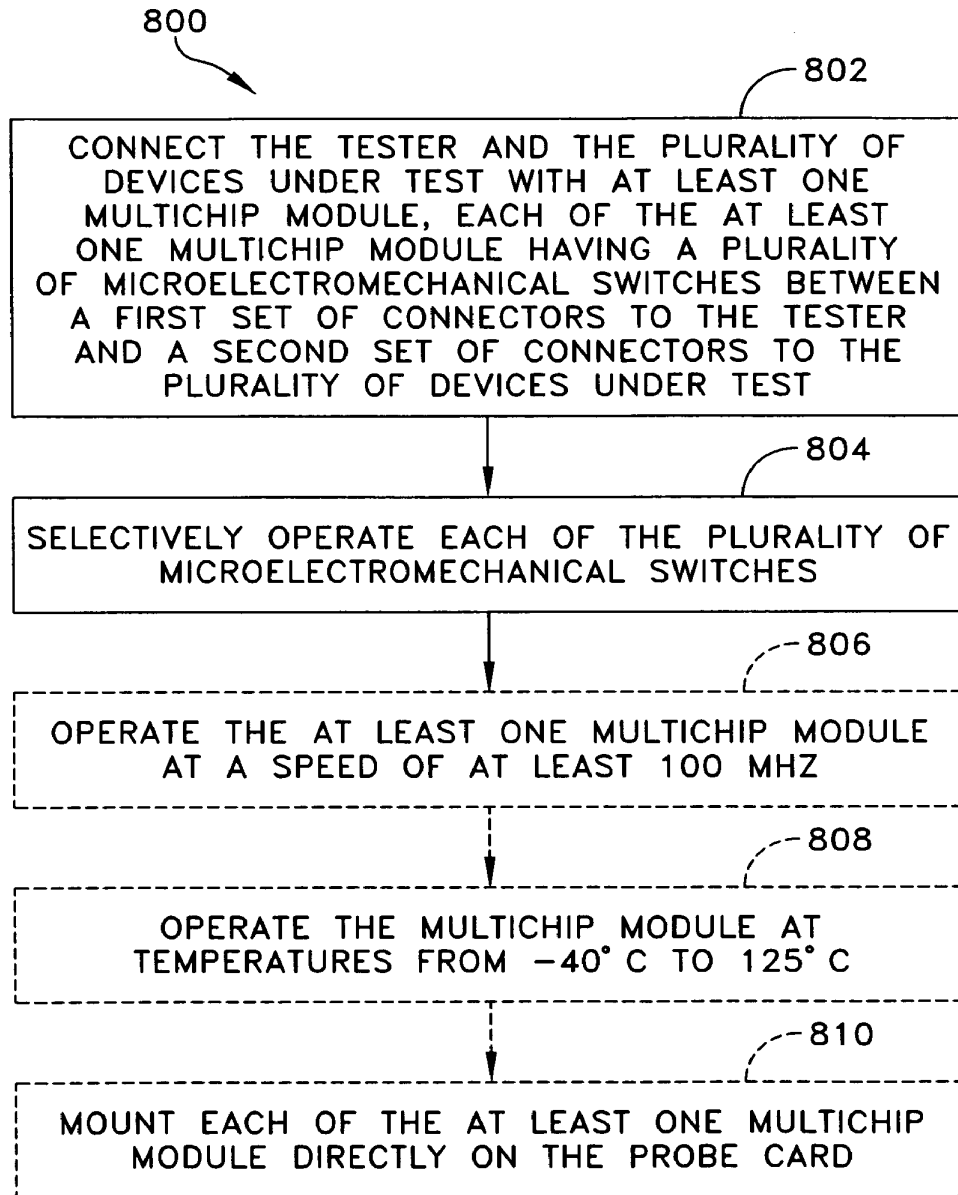 800
802
CONNECT THE TESTER AND THE PLURALITY OF
DEVICES UNDER TEST WITH AT LEAST ONE
MULTICHIP MODULE, EACH OF THE AT LEAST
ONE MULTICHIP MODULE HAVING A PLURALITY
OF MICROELECTROMECHANICAL SWITCHES BETWEEN
A FIRST SET OF CONNECTORS TO THE TESTER
AND A SECOND SET OF CONNECTORS TO THE
PLURALITY OF DEVICES UNDER TEST
804
SELECTIVELY OPERATE EACH OF THE PLURALITY OF
MICROELECTROMECHANICAL SWITCHES
806
OPERATE THE AT LEAST ONE MULTICHIP MODULE
AT A SPEED OF AT LEAST 100 MHZ
808
OPERATE THE MULTICHIP MODULE AT
TEMPERATURES FROM −40° C TO 125° C
810
MOUNT EACH OF THE AT LEAST ONE MULTICHIP
MODULE DIRECTLY ON THE PROBE CARD